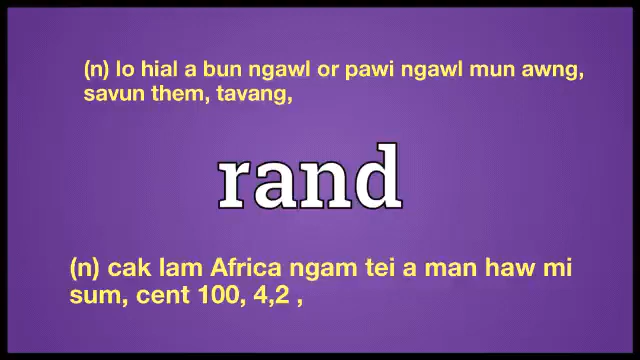 (n) lo hial a bun ngawl or pawi ngawl mun awng,
savun them, tavang,
rand
(n) cak lam Africa ngam tei a man haw mi
sum, cent 100, 4,2 ,